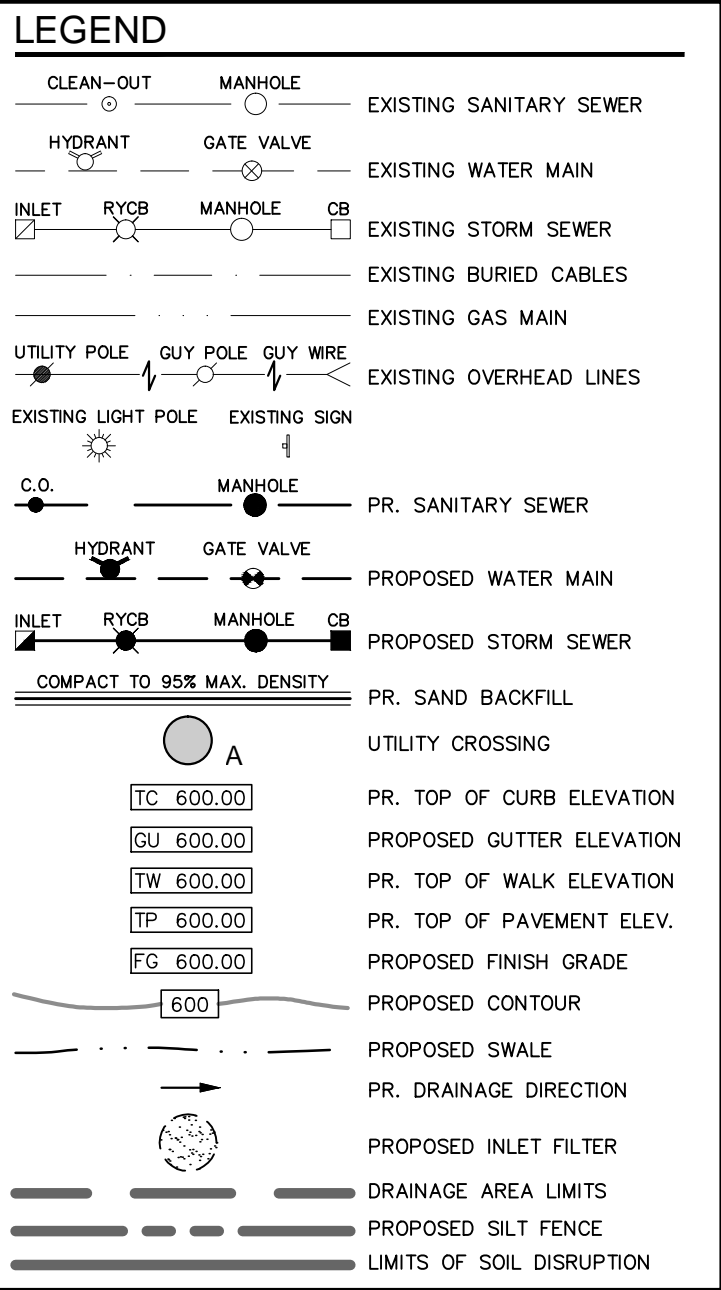 LEGEND
CLEAN-OUT MANHOLE
EXISTING SANITARY SEWER
HYDRANT GATE VALVE
EXISTING WATER MAIN
INLET RYCB MANHOLE CB
EXISTING STORM SEWER
EXISTING BURIED CABLES
EXISTING GAS MAIN
UTILITY POLE GUY POLE GUY WIRE
EXISTING OVERHEAD LINES
EXISTING LIGHT POLE EXISTING SIGN
C.O. MANHOLE
PR. SANITARY SEWER
HYDRANT GATE VALVE
PROPOSED WATER MAIN
INLET RYCB MANHOLE CB
PROPOSED STORM SEWER
COMPACT TO 95% MAX. DENSITY
PR. SAND BACKFILL
A UTILITY CROSSING
TC 600.00 PR. TOP OF CURB ELEVATION
GU 600.00 PROPOSED GUTTER ELEVATION
TW 600.00 PR. TOP OF WALK ELEVATION
TP 600.00 PR. TOP OF PAVEMENT ELEV.
FG 600.00 PROPOSED FINISH GRADE
600 PROPOSED CONTOUR
PROPOSED SWALE
PR. DRAINAGE DIRECTION
PROPOSED INLET FILTER
DRAINAGE AREA LIMITS
PROPOSED SILT FENCE
LIMITS OF SOIL DISRUPTION